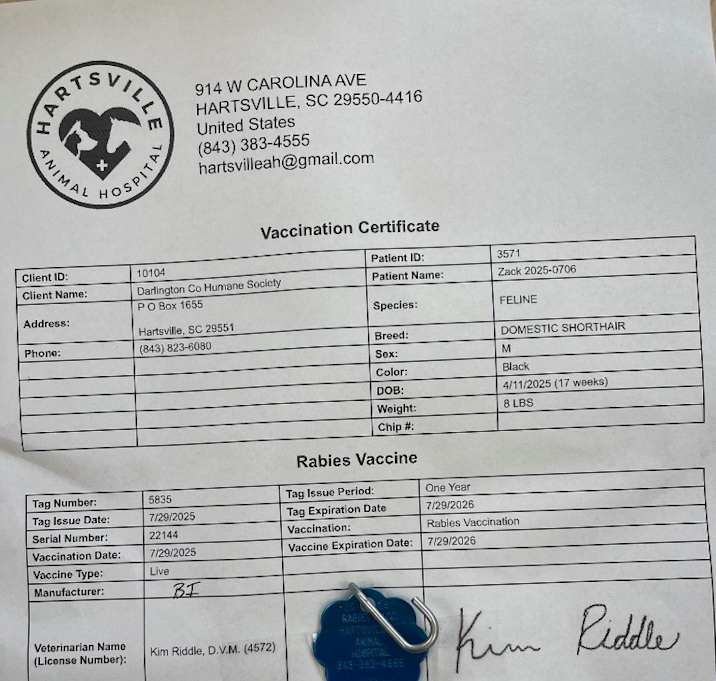 HARTSVILLE
ANIMAL HOSPITAL
914 W CAROLINA AVE
HARTSVILLE, SC 29550-4416
United States
(843) 383-4555
hartsvilleah@gmail.com
Vaccination Certificate
Client ID: 10104 Patient ID: 3571
Client Name: Darlington Co Humane Society Patient Name: Zack 2025-0706
Address: P O Box 1655 Species: FELINE
Hartsville, SC 29551 Breed: DOMESTIC SHORTHAIR
Phone: (843) 823-6080 Sex: M
Color: Black
DOB: 4/11/2025 (17 weeks)
Weight: 8 LBS
Chip #:
Rabies Vaccine
Tag Number: 5835 Tag Issue Period: One Year
Tag Issue Date: 7/29/2025 Tag Expiration Date 7/29/2026
Serial Number: 22144 Vaccination: Rabies Vaccination
Vaccination Date: 7/29/2025 Vaccine Expiration Date: 7/29/2026
Vaccine Type: Live
Manufacturer: BI
Veterinarian Name (License Number): Kim Riddle, D.V.M. (4572)
Kim Riddle
ANIMAL
HOSPITAL